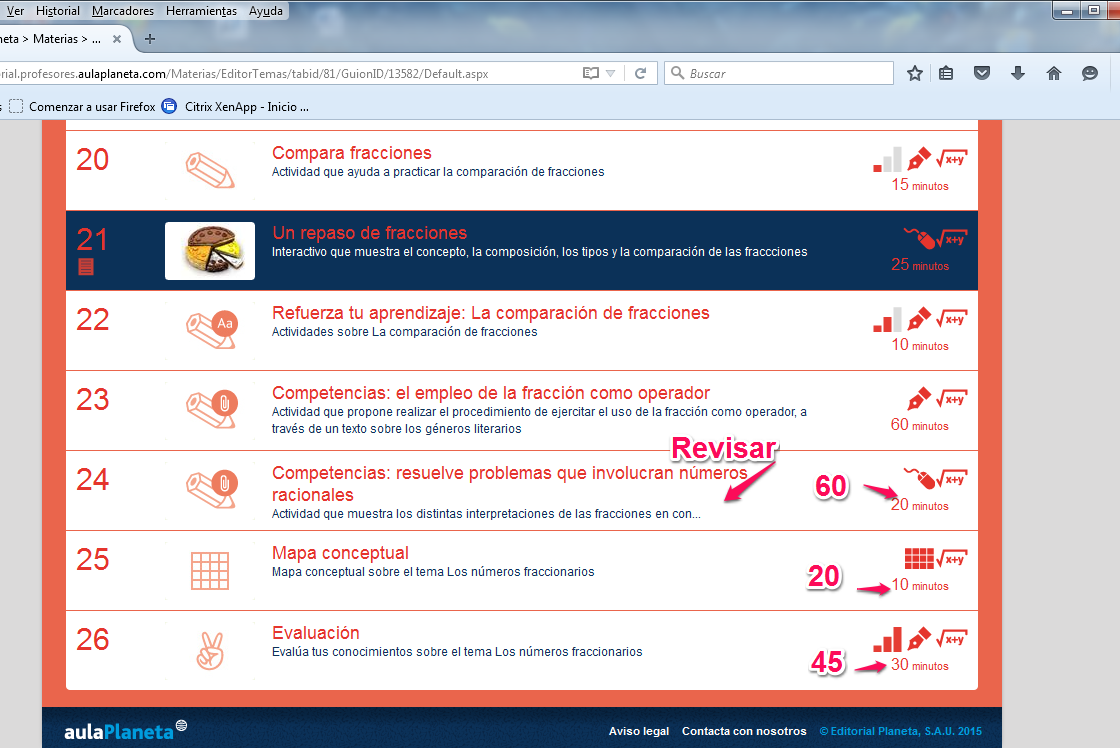 Ver Historial Marcadores Herramientas Ayuda
neta > Materias > ... × +
rial.profesores.aulaplaneta.com/Materias/EditorTemas/tabid/81/GuionID/13582/Default.aspx Buscar
Comenzar a usar Firefox Citrix XenApp - Inicio ...
20 Compara fracciones
Actividad que ayuda a practicar la comparación de fracciones
√x+y
15 minutos
21 Un repaso de fracciones
Interactivo que muestra el concepto, la composición, los tipos y la comparación de las fraccciones
√x+y
25 minutos
22 Aa Refuerza tu aprendizaje: La comparación de fracciones
Actividades sobre La comparación de fracciones
√x+y
10 minutos
23 Competencias: el empleo de la fracción como operador
Actividad que propone realizar el procedimiento de ejercitar el uso de la fracción como operador, a
través de un texto sobre los géneros literarios
√x+y
60 minutos
Revisar
24 Competencias: resuelve problemas que involucran números
racionales
Actividad que muestra los distintas interpretaciones de las fracciones en con...
√x+y
60
20 minutos
25 Mapa conceptual
Mapa conceptual sobre el tema Los números fraccionarios
√x+y
20
10 minutos
26 Evaluación
Evalúa tus conocimientos sobre el tema Los números fraccionarios
√x+y
45
30 minutos
aulaPlaneta Aviso legal Contacta con nosotros © Editorial Planeta, S.A.U. 2015